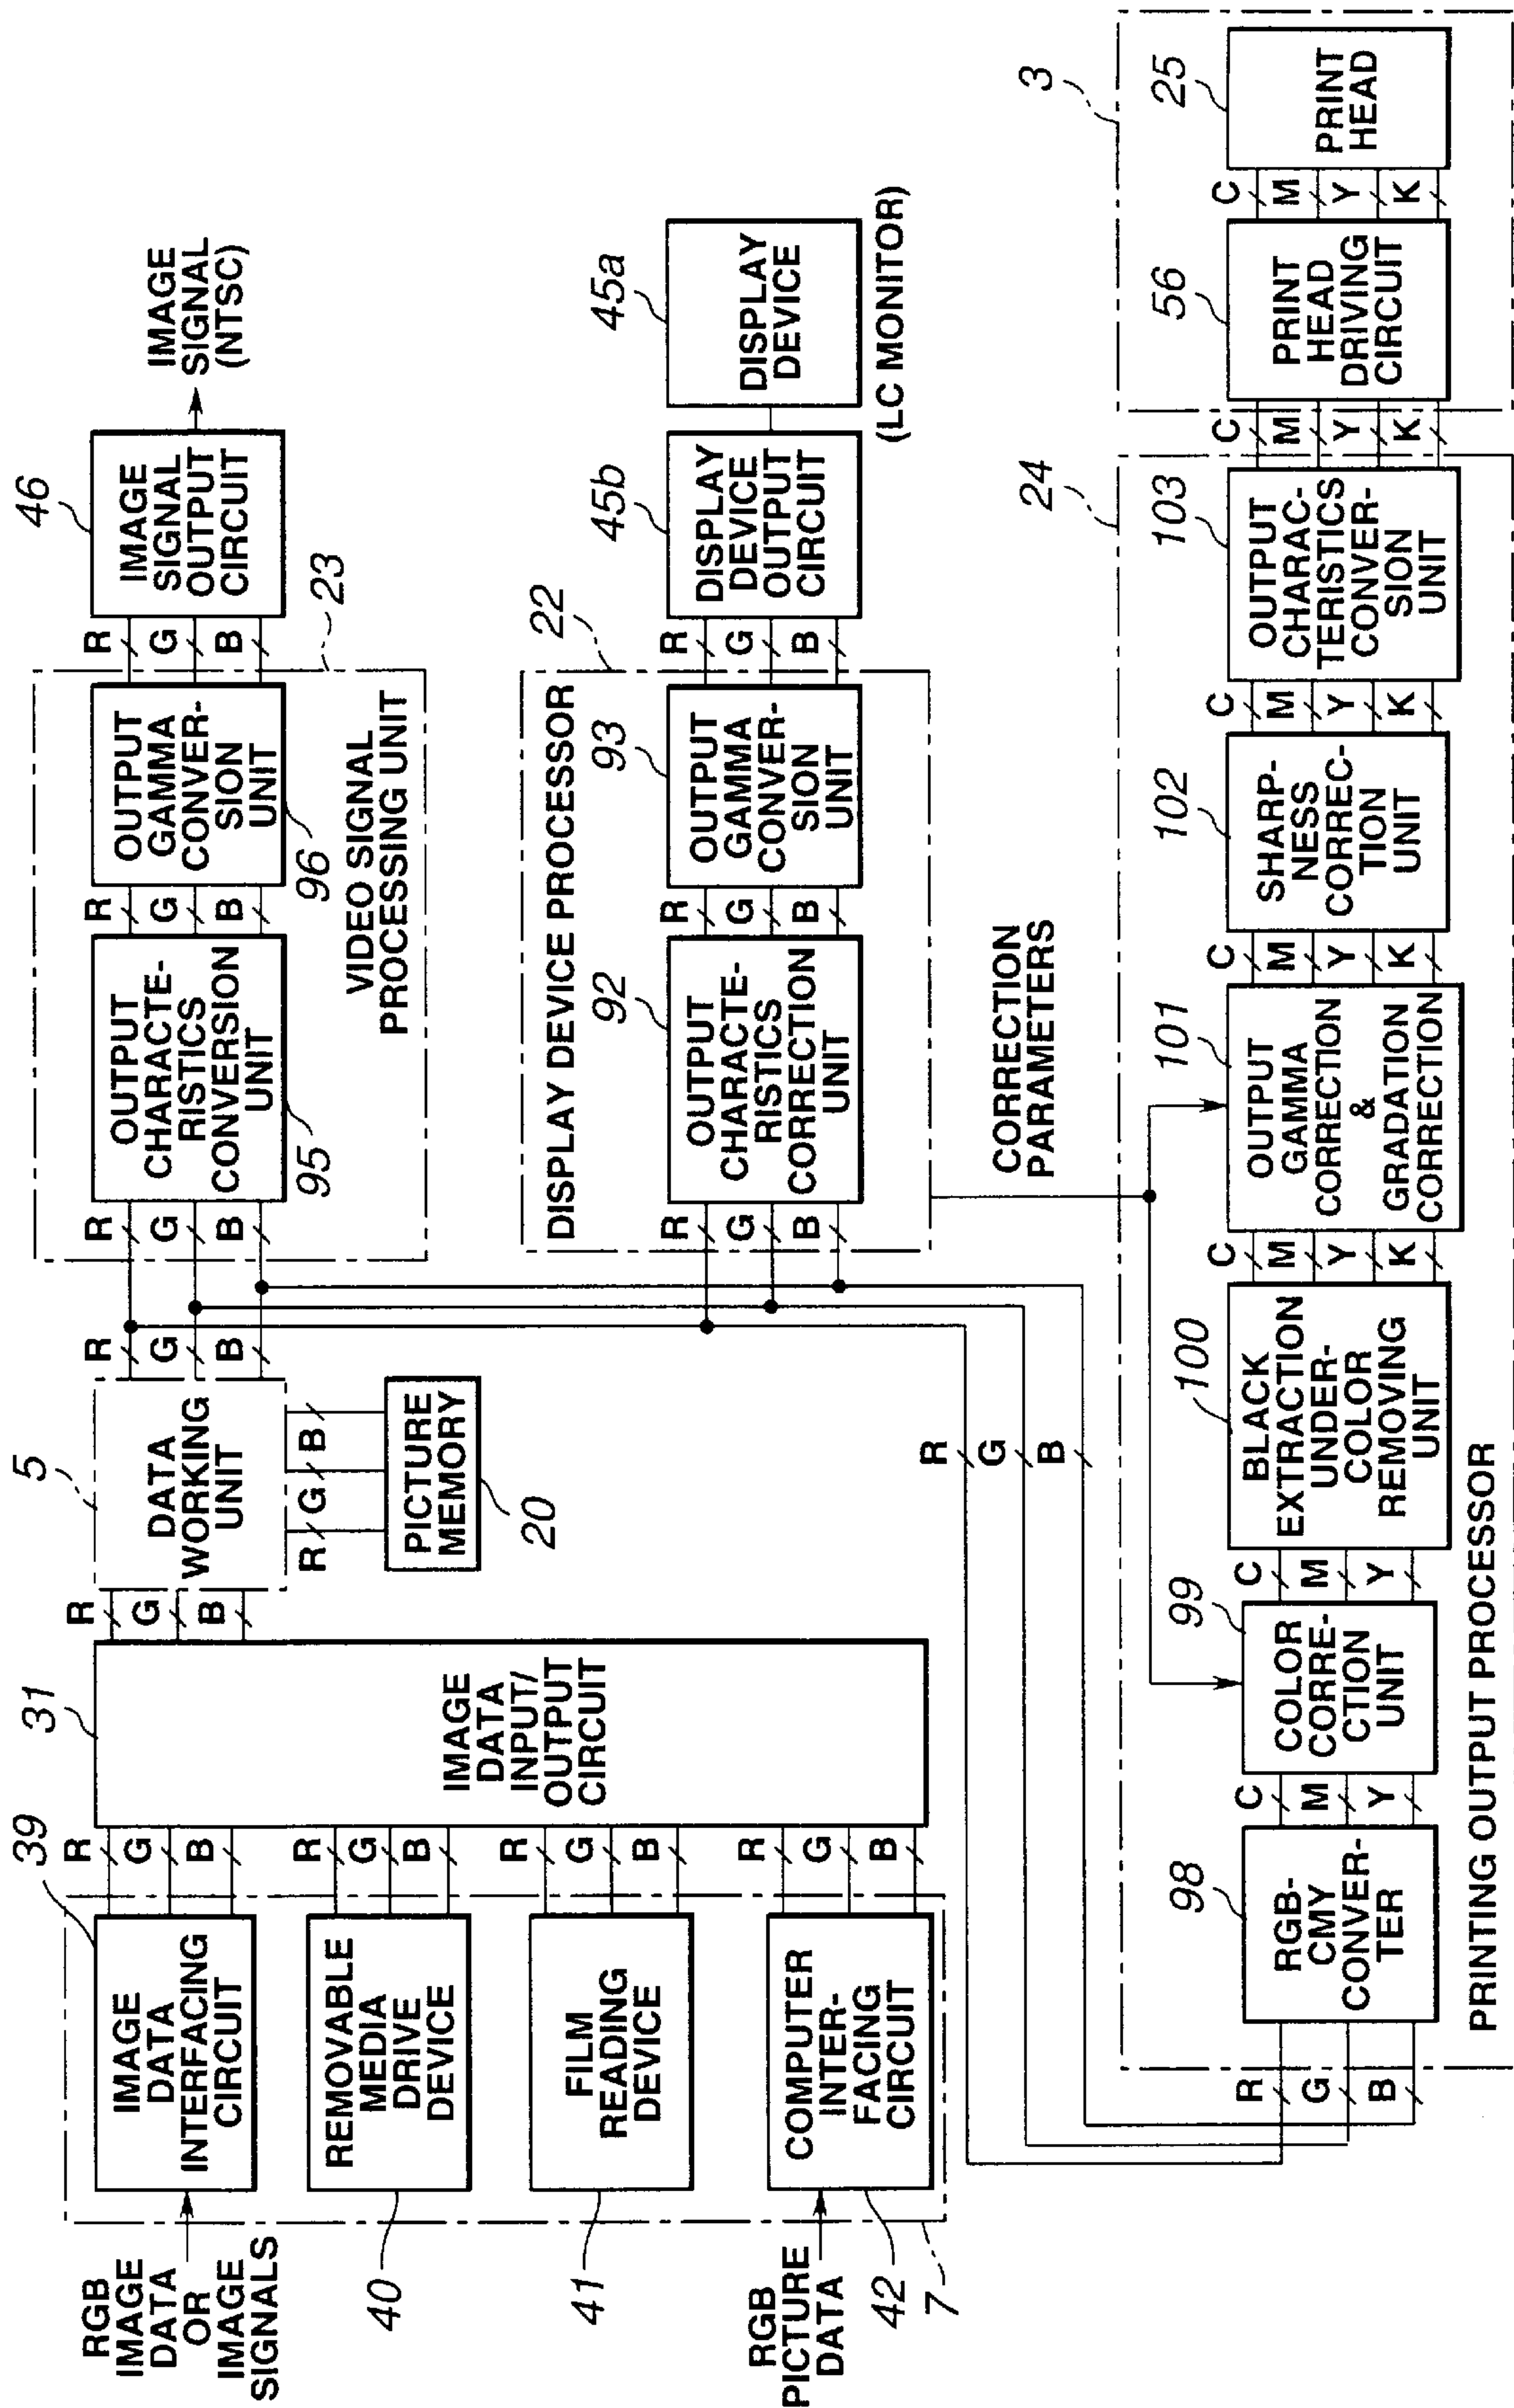 RGB
IMAGE
DATA
OR
IMAGE
SIGNALS
RGB
PICTURE
DATA
7
39
IMAGE
DATA
INTERFACING
CIRCUIT
40
REMOVABLE
MEDIA
DRIVE
DEVICE
41
FILM
READING
DEVICE
42
COMPUTER
INTER-
FACING
CIRCUIT
R
G
B
R
G
B
R
G
B
R
G
B
31
IMAGE
DATA
INPUT/
OUTPUT
CIRCUIT
R
G
B
5
DATA
WORKING
UNIT
R
G
B
PICTURE
MEMORY
20
R
G
B
R
G
B
95
OUTPUT
CHARACTE-
RISTICS
CONVERSION
UNIT
R
G
B
96
OUTPUT
GAMMA
CONVER-
SION
UNIT
VIDEO SIGNAL
PROCESSING UNIT
23
R
G
B
46
IMAGE
SIGNAL
OUTPUT
CIRCUIT
IMAGE
SIGNAL
(NTSC)
DISPLAY DEVICE PROCESSOR
22
R
G
B
92
OUTPUT
CHARACTE-
RISTICS
CORRECTION
UNIT
R
G
B
93
OUTPUT
GAMMA
CONVER-
SION
UNIT
R
G
B
45b
DISPLAY
DEVICE
OUTPUT
CIRCUIT
45a
DISPLAY
DEVICE
(LC MONITOR)
CORRECTION
PARAMETERS
R
G
B
R
G
B
98
RGB-
CMY
CONVER-
TER
C
M
Y
99
COLOR
CORRE-
CTION
UNIT
C
M
Y
100
BLACK
EXTRACTION
UNDER-
COLOR
REMOVING
UNIT
C
M
Y
K
101
OUTPUT
GAMMA
CORRECTION
&
GRADATION
CORRECTION
C
M
Y
K
102
SHARP-
NESS
CORREC-
TION
UNIT
C
M
Y
K
103
OUTPUT
CHARAC-
TERISTICS
CONVER-
SION
UNIT
24
C
M
Y
K
56
PRINT
HEAD
DRIVING
CIRCUIT
C
M
Y
K
25
PRINT
HEAD
3
PRINTING OUTPUT PROCESSOR